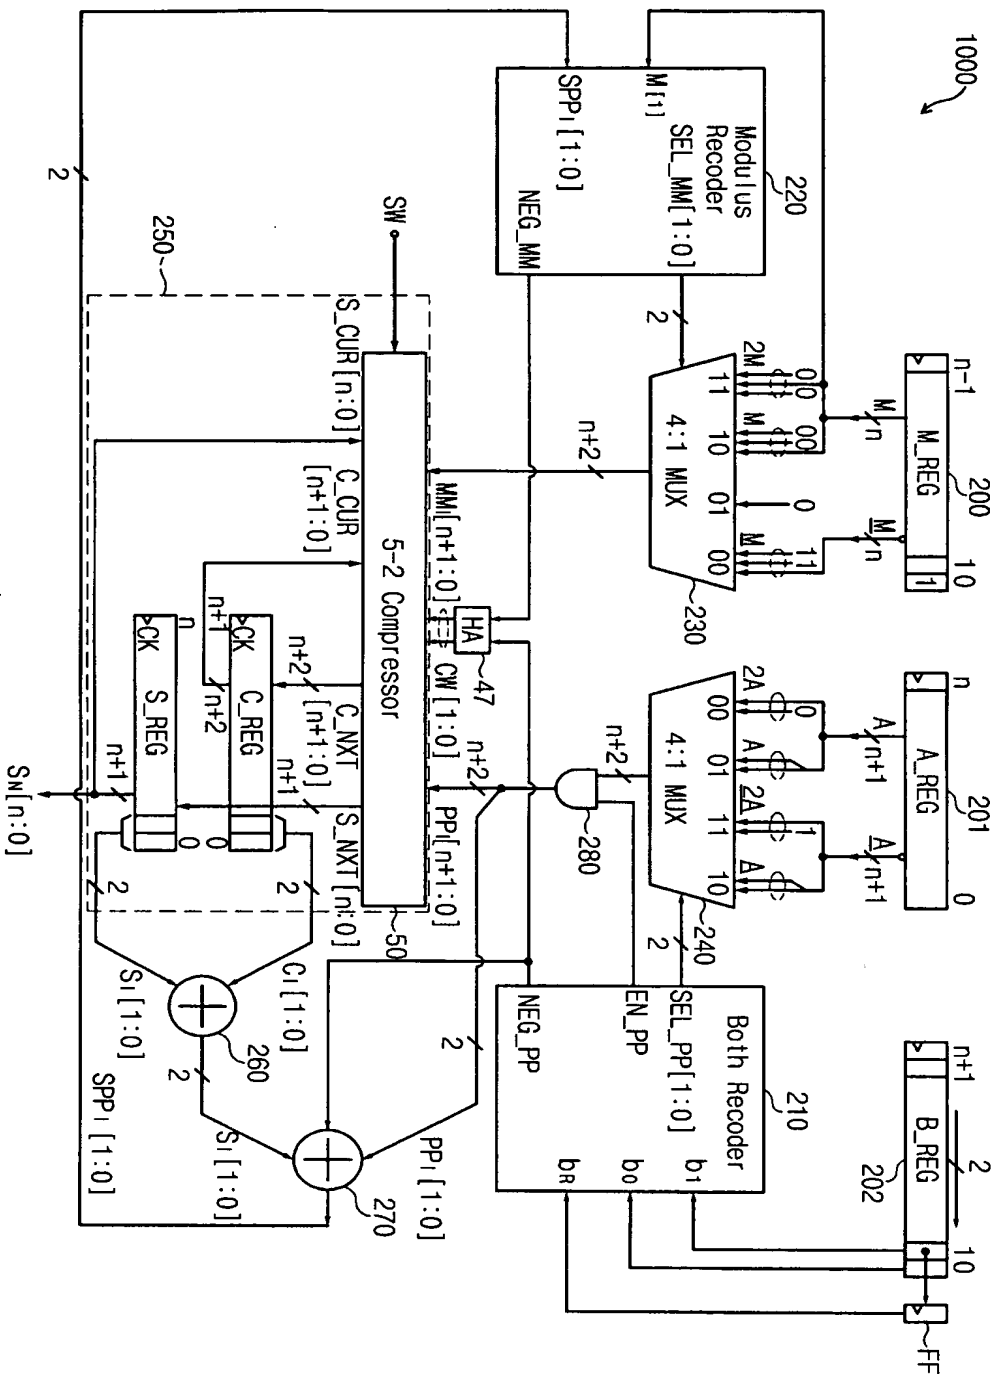 1000
n-1
M_REG
10
1
200
n
A_REG
0
201
n+1
B_REG
2
202
10
FF
M
n
M
n
A
n+1
A
n+1
Modulus
Recoder
220
M[1]
SEL_MM[1:0]
SPPI[1:0]
NEG_MM
2
0
00
00
0
11
2M
M
M
11
10
01
00
4:1 MUX
230
n+2
0
1
2A
A
2A
A
00
01
11
10
4:1 MUX
240
2
n+2
280
Both Recoder
210
SEL_PP[1:0]
EN_PP
NEG_PP
b1
b0
bR
SW
250
HA
47
MMI[n+1:0]
CW[1:0]
n+2
PPI[n+1:0]
5-2 Compressor
50
S_CUR[n:0]
C_CUR
[n+1:0]
C_NXT
[n+1:0]
S_NXT[n:0]
n+2
n+1
n+1
CK
C_REG
0
n+2
n
CK
S_REG
0
n+1
SN[n:0]
2
2
CI[1:0]
SI[1:0]
260
2
SI[1:0]
2
PPI[1:0]
270
SPPI[1:0]
2